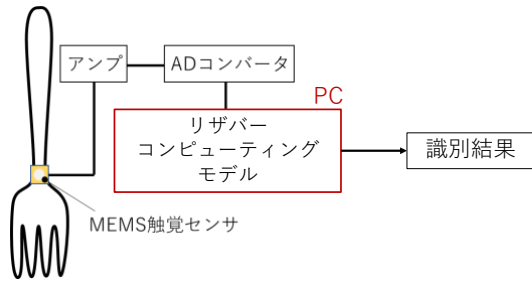 アンプ
ADコンバータ
PC
リザバー
コンピューティング
モデル
識別結果
MEMS触覚センサ